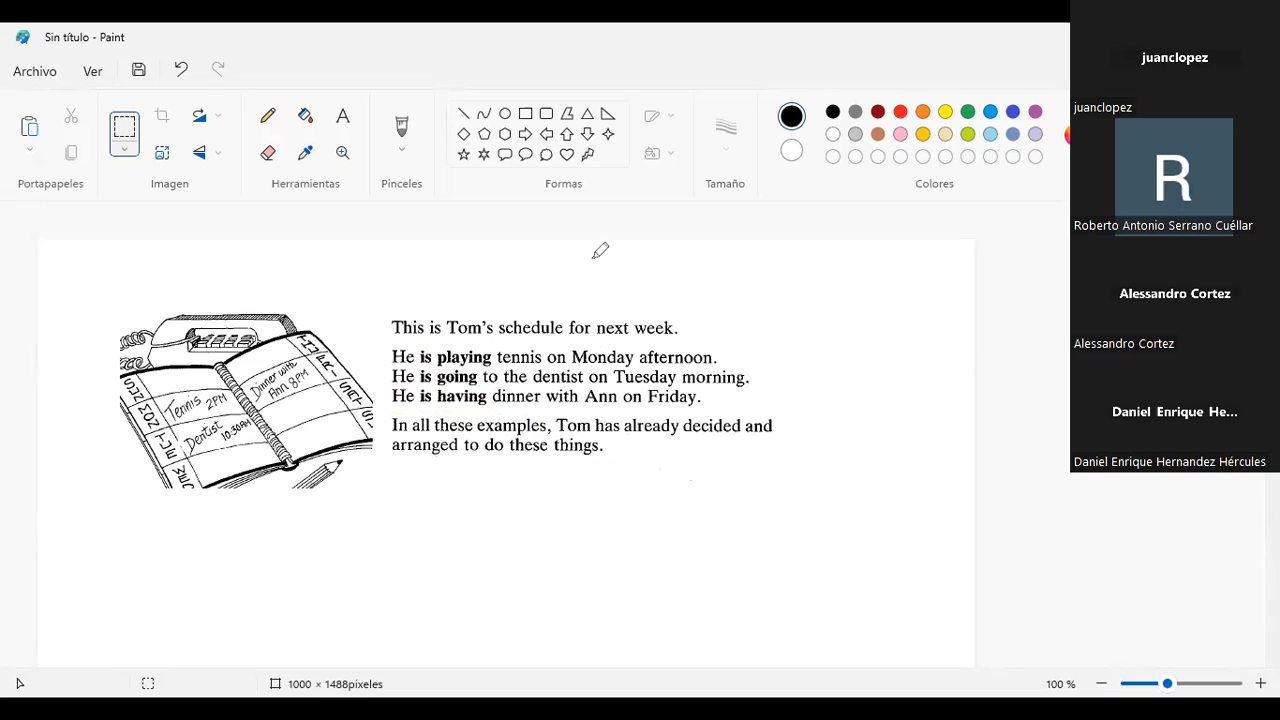 Sin título - Paint
Archivo
Ver
Portapapeles
Imagen
Herramientas
Pinceles
Formas
Tamaño
Colores
This is Tom's schedule for next week.
He is playing tennis on Monday afternoon.
He is going to the dentist on Tuesday morning.
He is having dinner with Ann on Friday.
In all these examples, Tom has already decided and
arranged to do these things.
SUN
MON
Tennis 2PM
Dentist
10:30AM
Dinner with
Ann 8PM
FRI
1000 × 1488píxeles
100 %
juanclopez
juanclopez
R
Roberto Antonio Serrano Cuéllar
Alessandro Cortez
Alessandro Cortez
Daniel Enrique He...
Daniel Enrique Hernandez Hércules